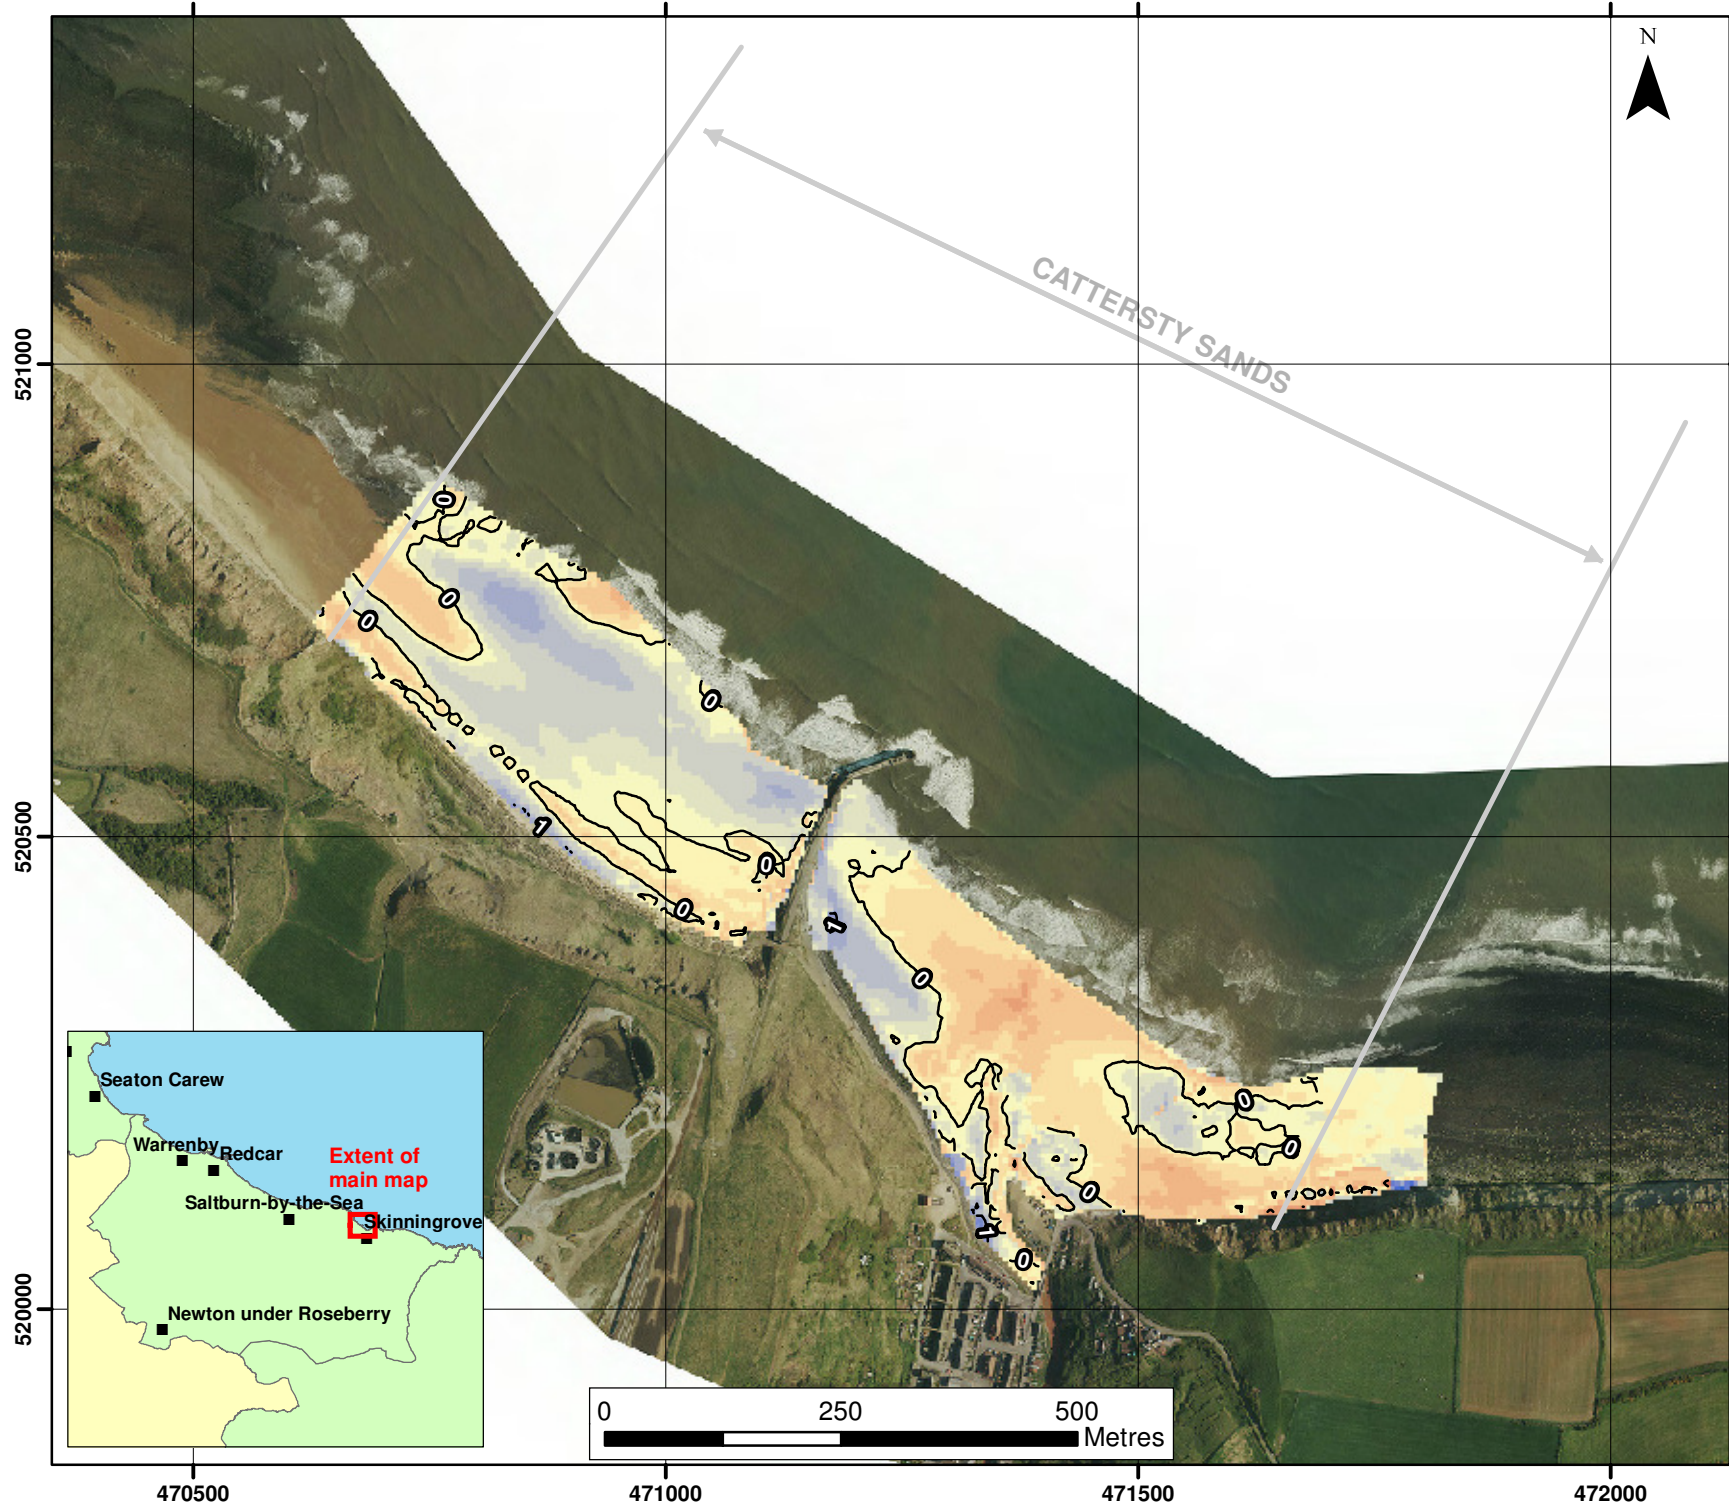 N
CATTERSTY SANDS
521000
520500
520000
0
0
0
0
1
0
0
1
0
0
0
0
1
0
Seaton Carew
Warrenby
Redcar
Extent of
main map
Saltburn-by-the-Sea
Skinningrove
Newton under Roseberry
0 250 500
Metres
470500 471000 471500 472000